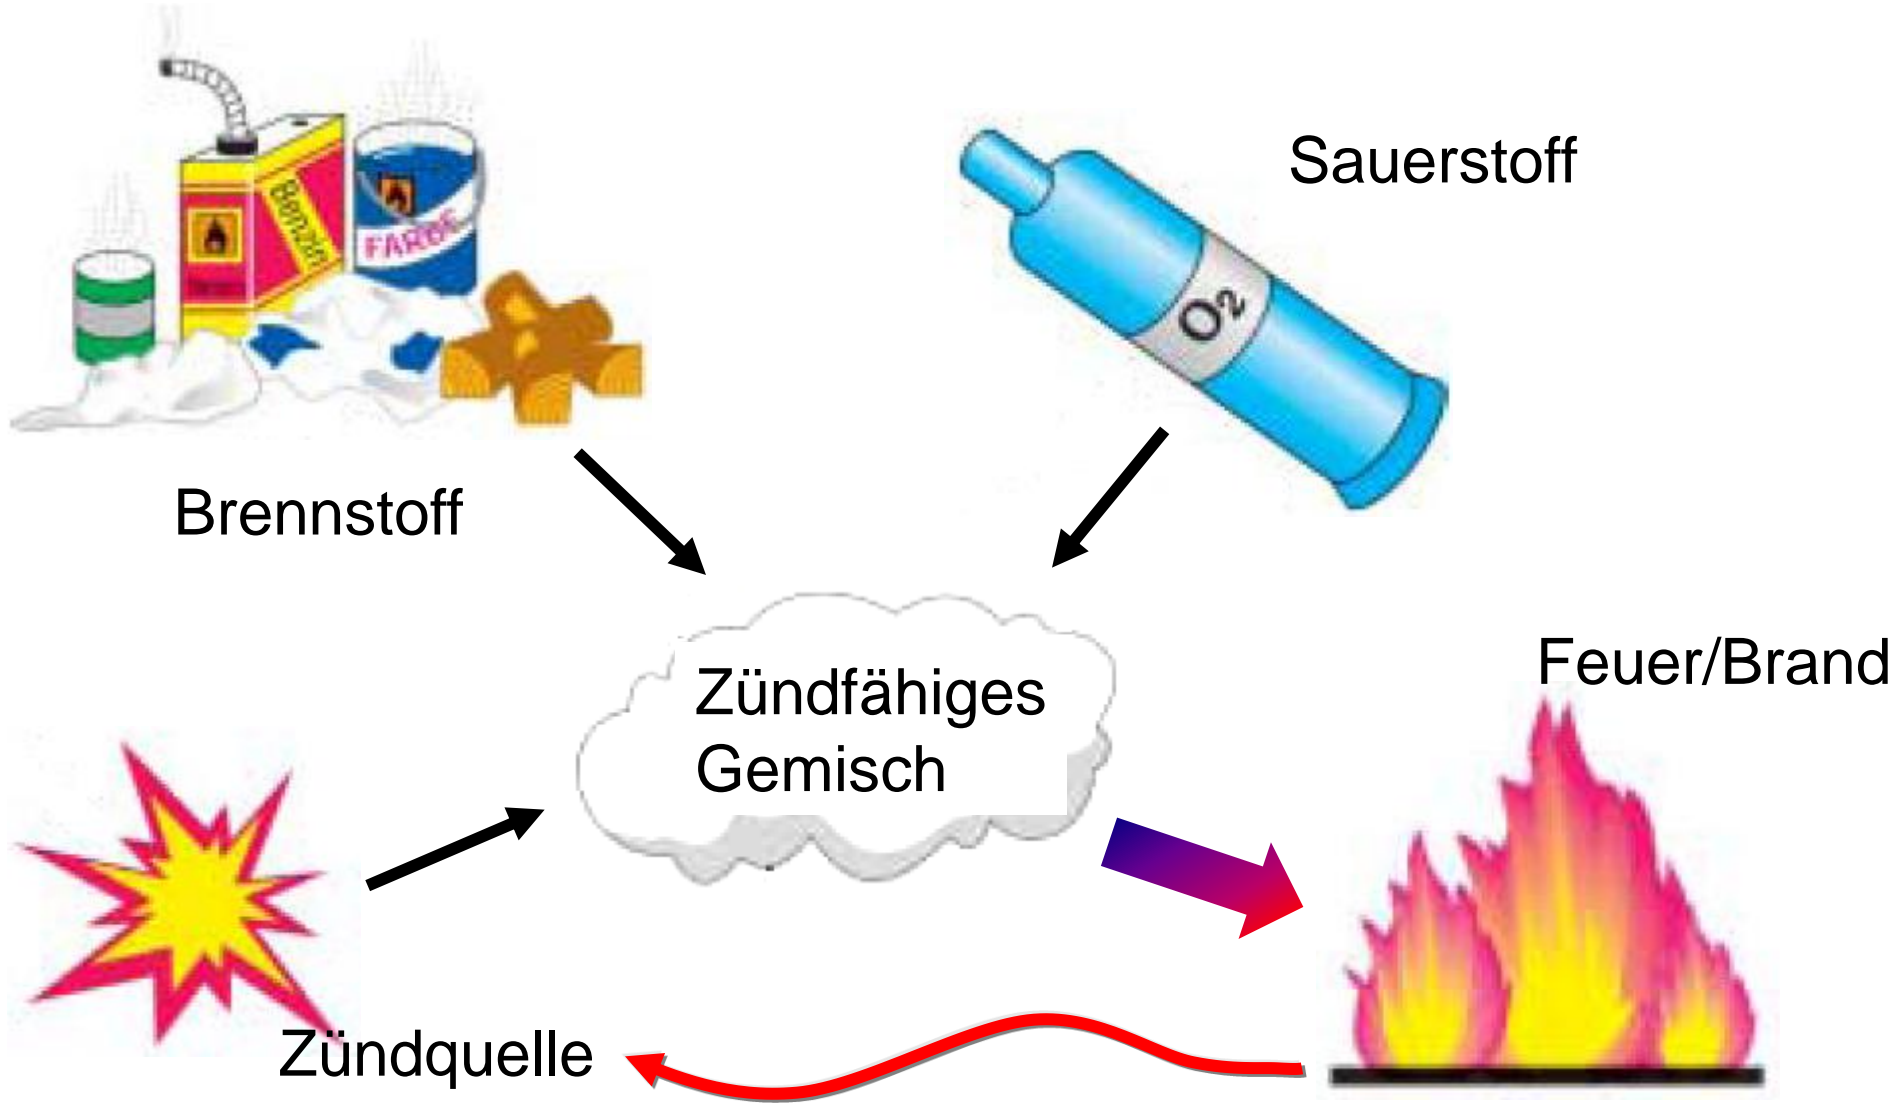 Benzin
FARBE
Sauerstoff
O2
Brennstoff
Zündfähiges
Gemisch
Feuer/Brand
Zündquelle